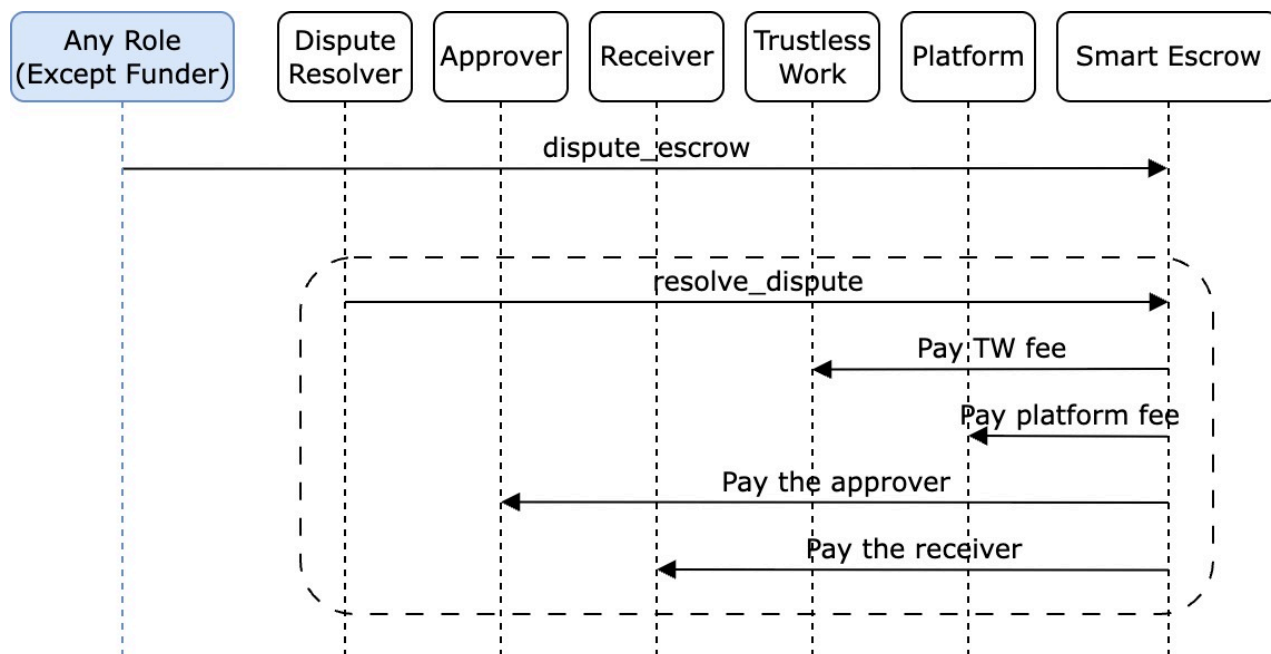 Any Role
(Except Funder)
Dispute
Resolver
Approver
Receiver
Trustless
Work
Platform
Smart Escrow
dispute_escrow
resolve_dispute
Pay TW fee
Pay platform fee
Pay the approver
Pay the receiver